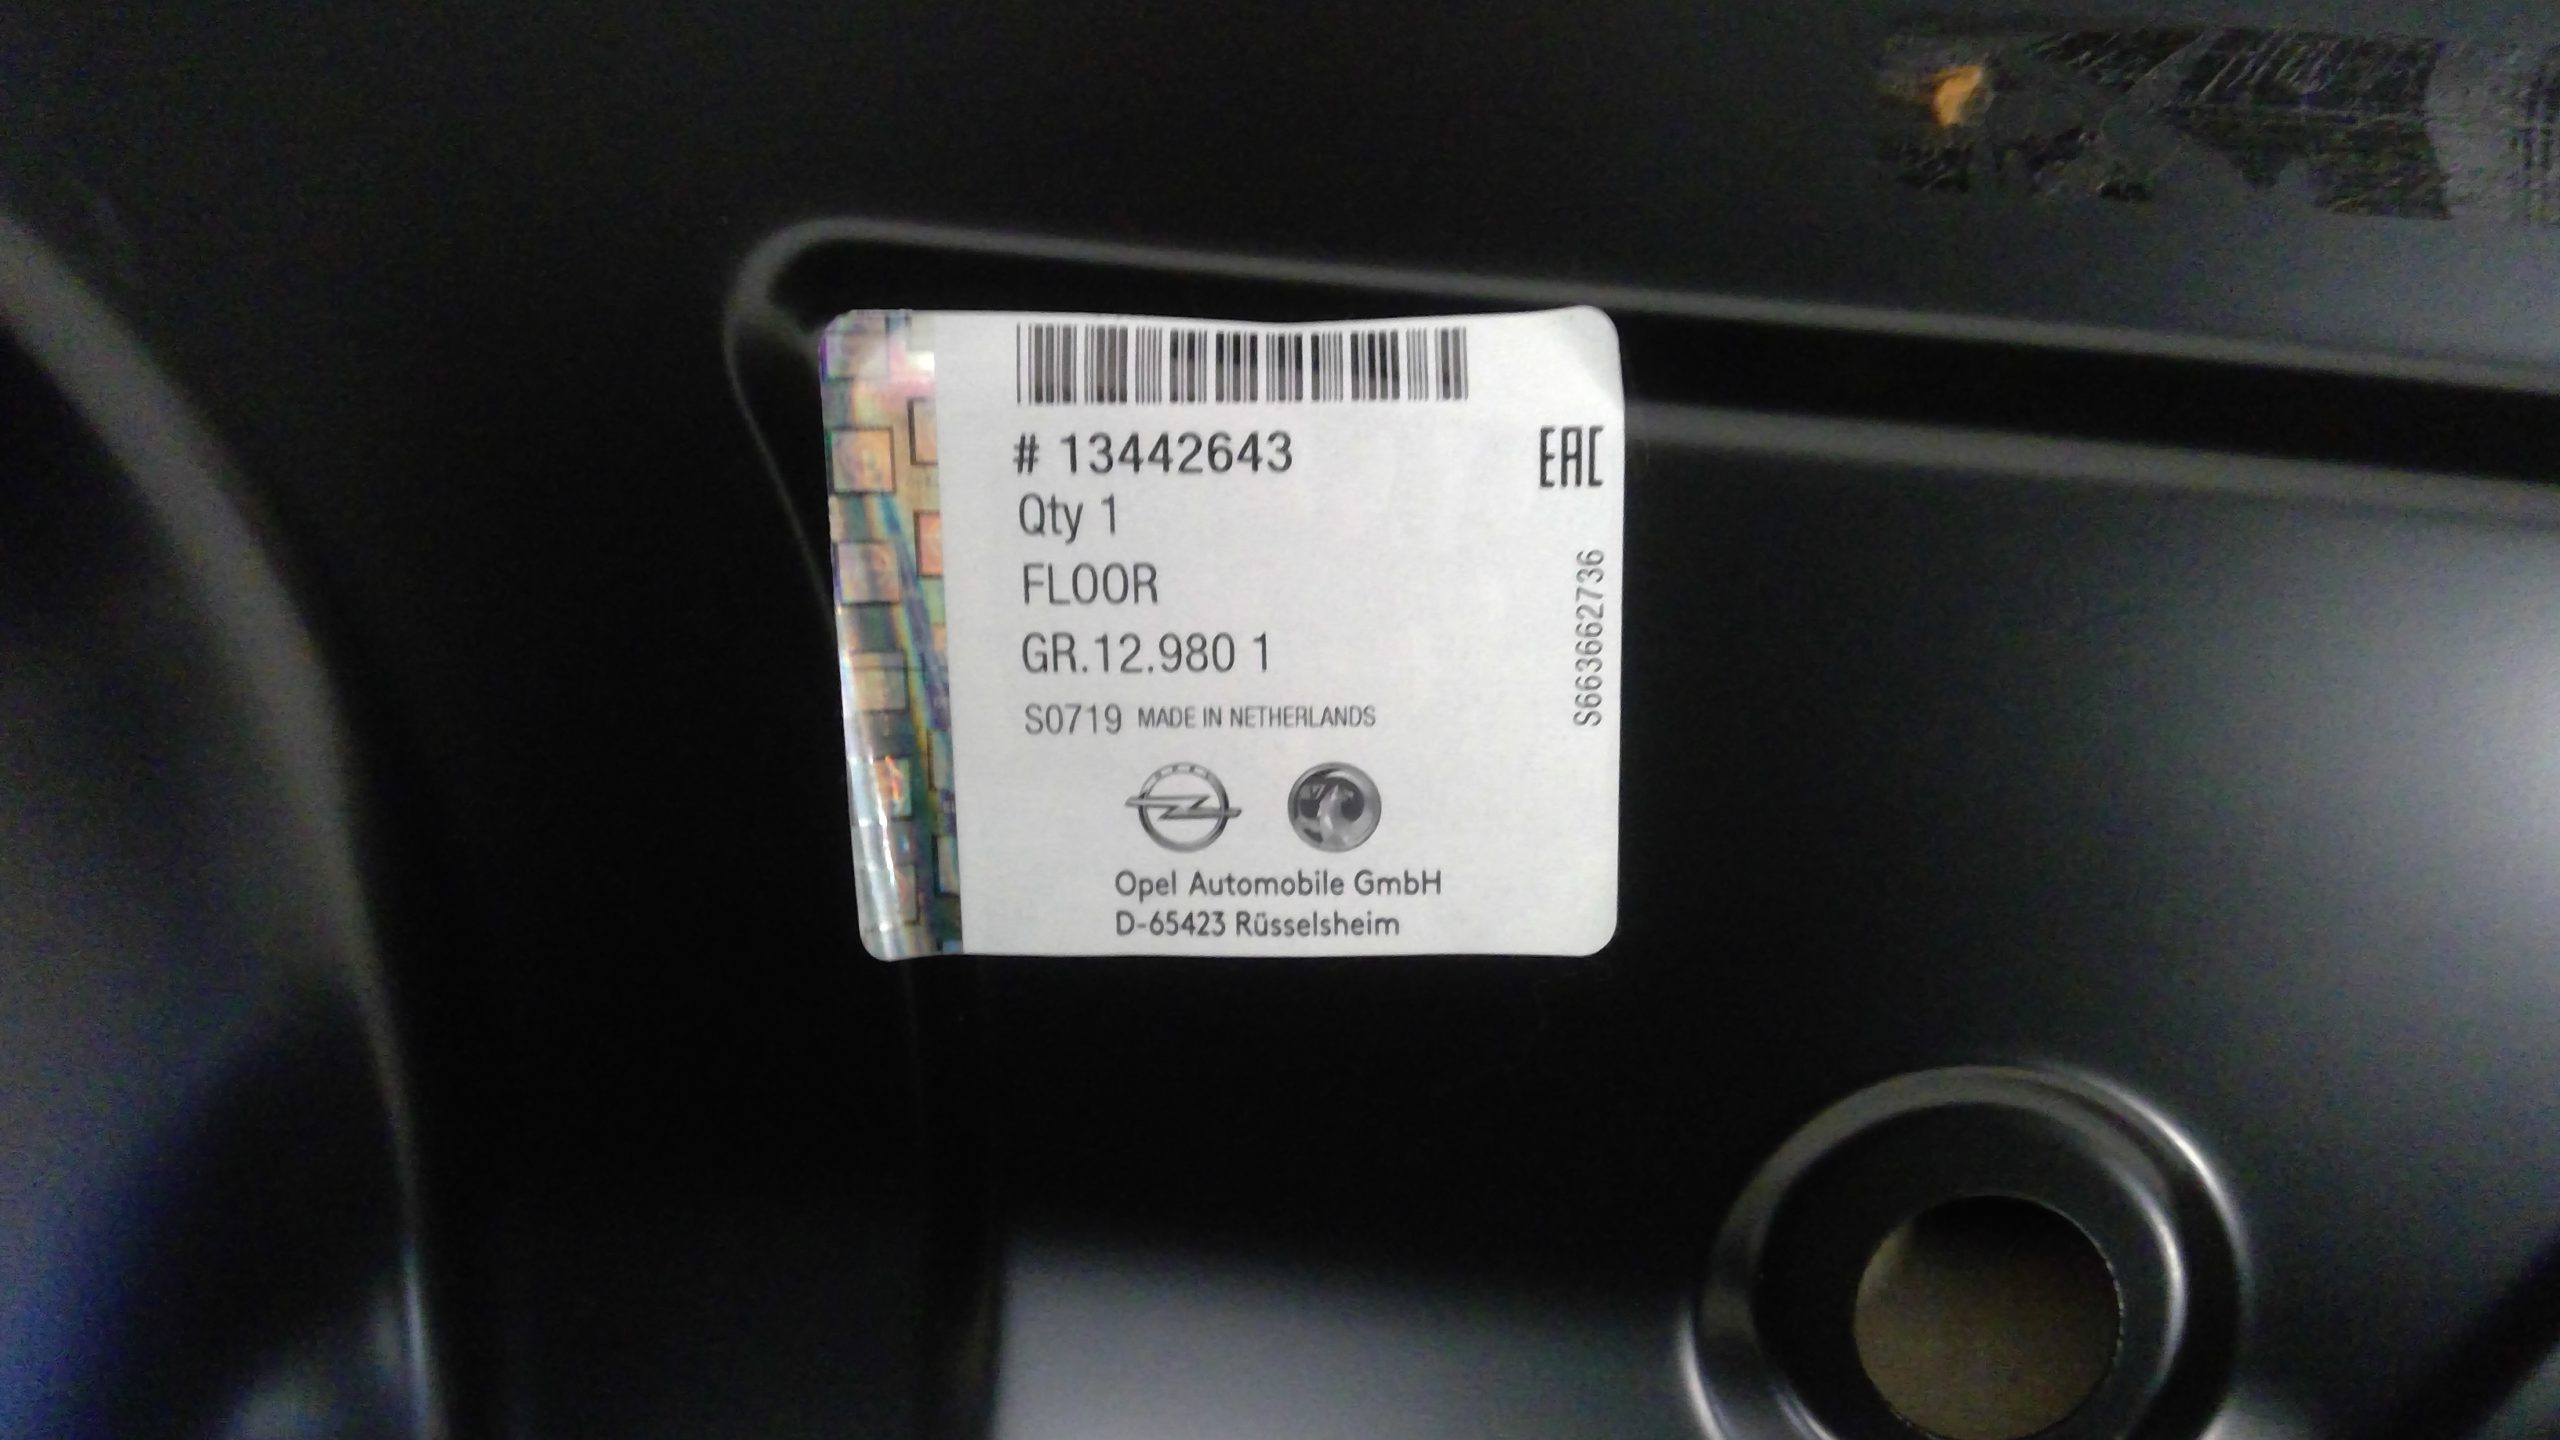 # 13442643
EAC
Qty 1
FLOOR
GR.12.980 1
S0719 MADE IN NETHERLANDS
S663662736
OPEL
Opel Automobile GmbH
D-65423 Rüsselsheim